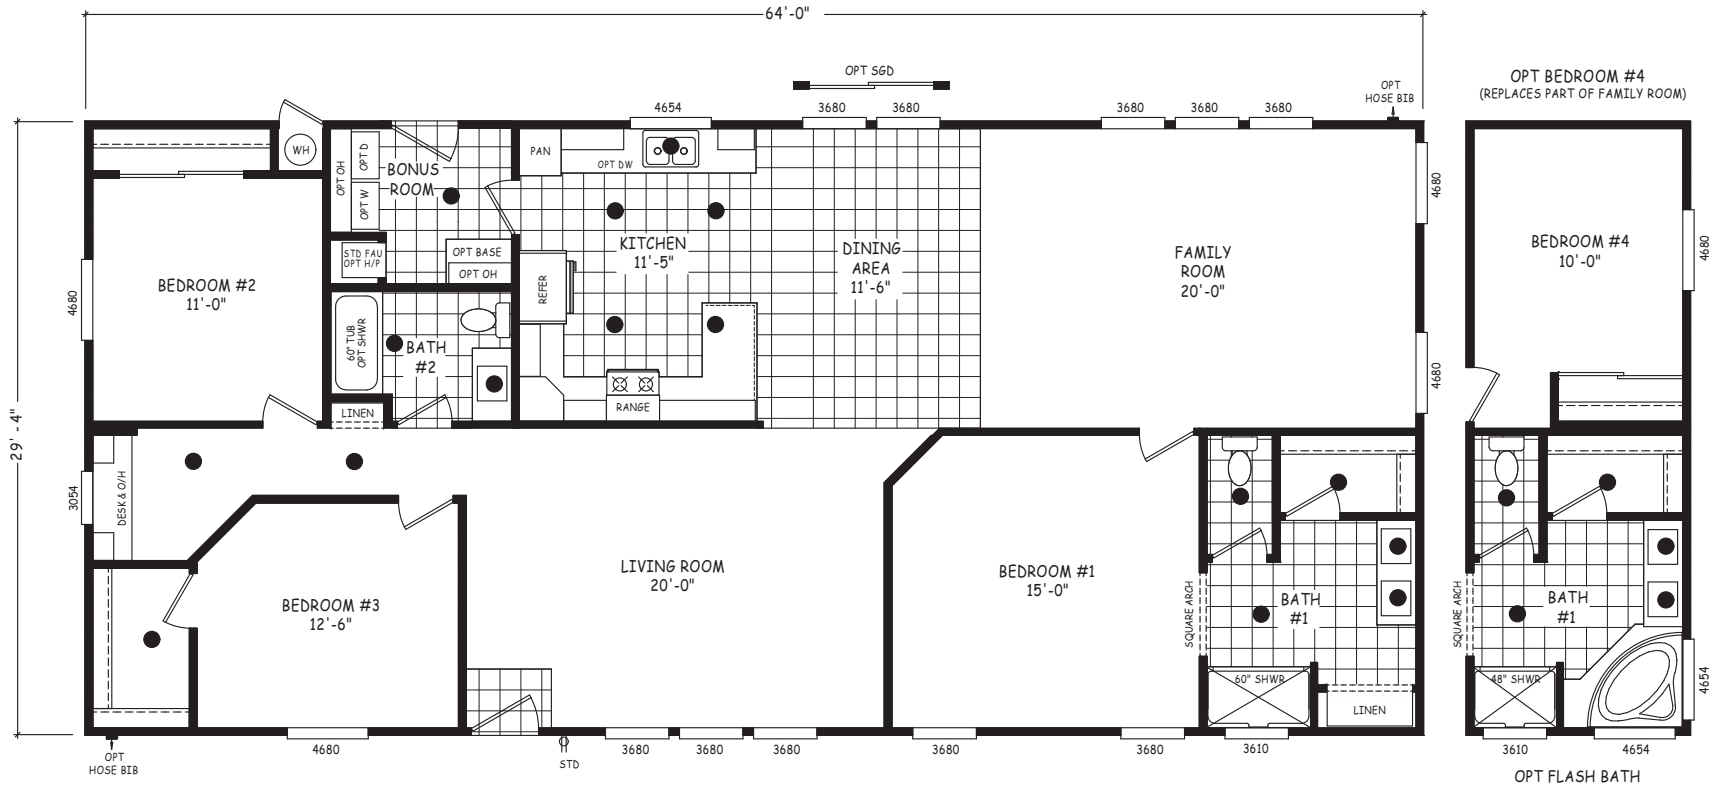 64'-0"
OPT SGD
OPT
HOSE BIB
OPT BEDROOM #4
(REPLACES PART OF FAMILY ROOM)
4654
3680
3680
3680
3680
3680
WH
OPT OH
OPT D
OPT W
BONUS
ROOM
PAN
OPT DW
4680
4680
STD FAU
OPT H/P
OPT BASE
OPT OH
KITCHEN
11'-5"
DINING
AREA
11'-6"
FAMILY
ROOM
20'-0"
BEDROOM #4
10'-0"
BEDROOM #2
11'-0"
4680
REFER
60" TUB
OPT SHWR
BATH
#2
4680
LINEN
RANGE
29'-4"
3054
DESK & O/H
LIVING ROOM
20'-0"
BEDROOM #1
15'-0"
BEDROOM #3
12'-6"
SQUARE ARCH
BATH
#1
SQUARE ARCH
BATH
#1
60" SHWR
LINEN
48" SHWR
4654
OPT
HOSE BIB
4680
STD
3680
3680
3680
3680
3680
3610
3610
4654
OPT FLASH BATH